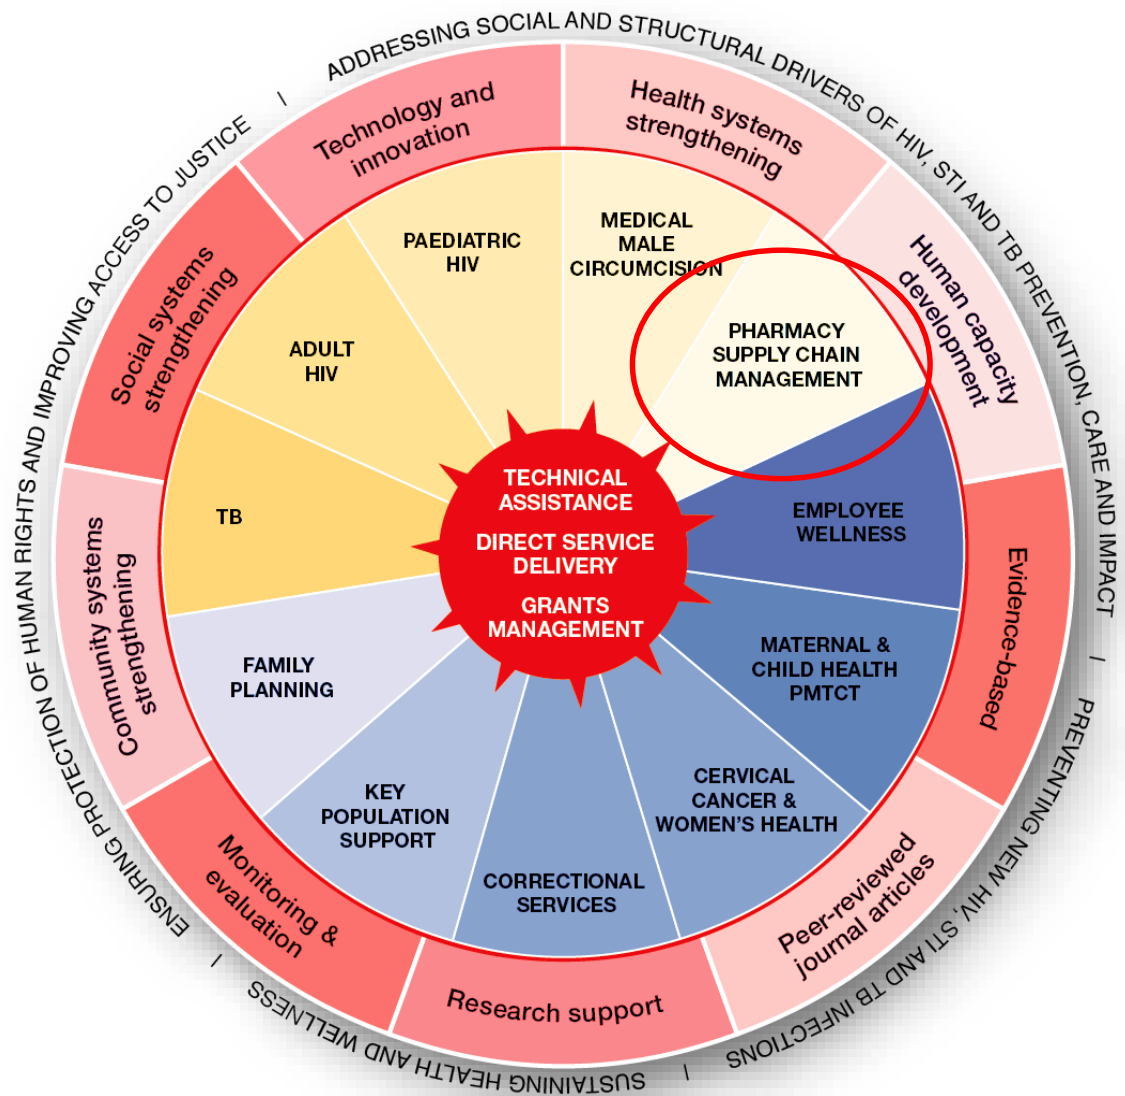 ADDRESSING SOCIAL AND STRUCTURAL DRIVERS OF HIV, STI AND TB PREVENTION, CARE AND IMPACT |
PREVENTING NEW HIV, STI AND TB INFECTIONS |
SUSTAINING HEALTH AND WELLNESS |
ENSURING PROTECTION OF HUMAN RIGHTS AND IMPROVING ACCESS TO JUSTICE |
Technology and
innovation
Health systems
strengthening
Human capacity
development
Evidence-based
Peer-reviewed
journal articles
Research support
Monitoring &
evaluation
Community systems
strengthening
Social systems
strengthening
PAEDIATRIC
HIV
MEDICAL
MALE
CIRCUMCISION
PHARMACY
SUPPLY CHAIN
MANAGEMENT
EMPLOYEE
WELLNESS
MATERNAL &
CHILD HEALTH
PMTCT
CERVICAL
CANCER &
WOMEN'S HEALTH
CORRECTIONAL
SERVICES
KEY
POPULATION
SUPPORT
FAMILY
PLANNING
TB
ADULT
HIV
TECHNICAL
ASSISTANCE
DIRECT SERVICE
DELIVERY
GRANTS
MANAGEMENT